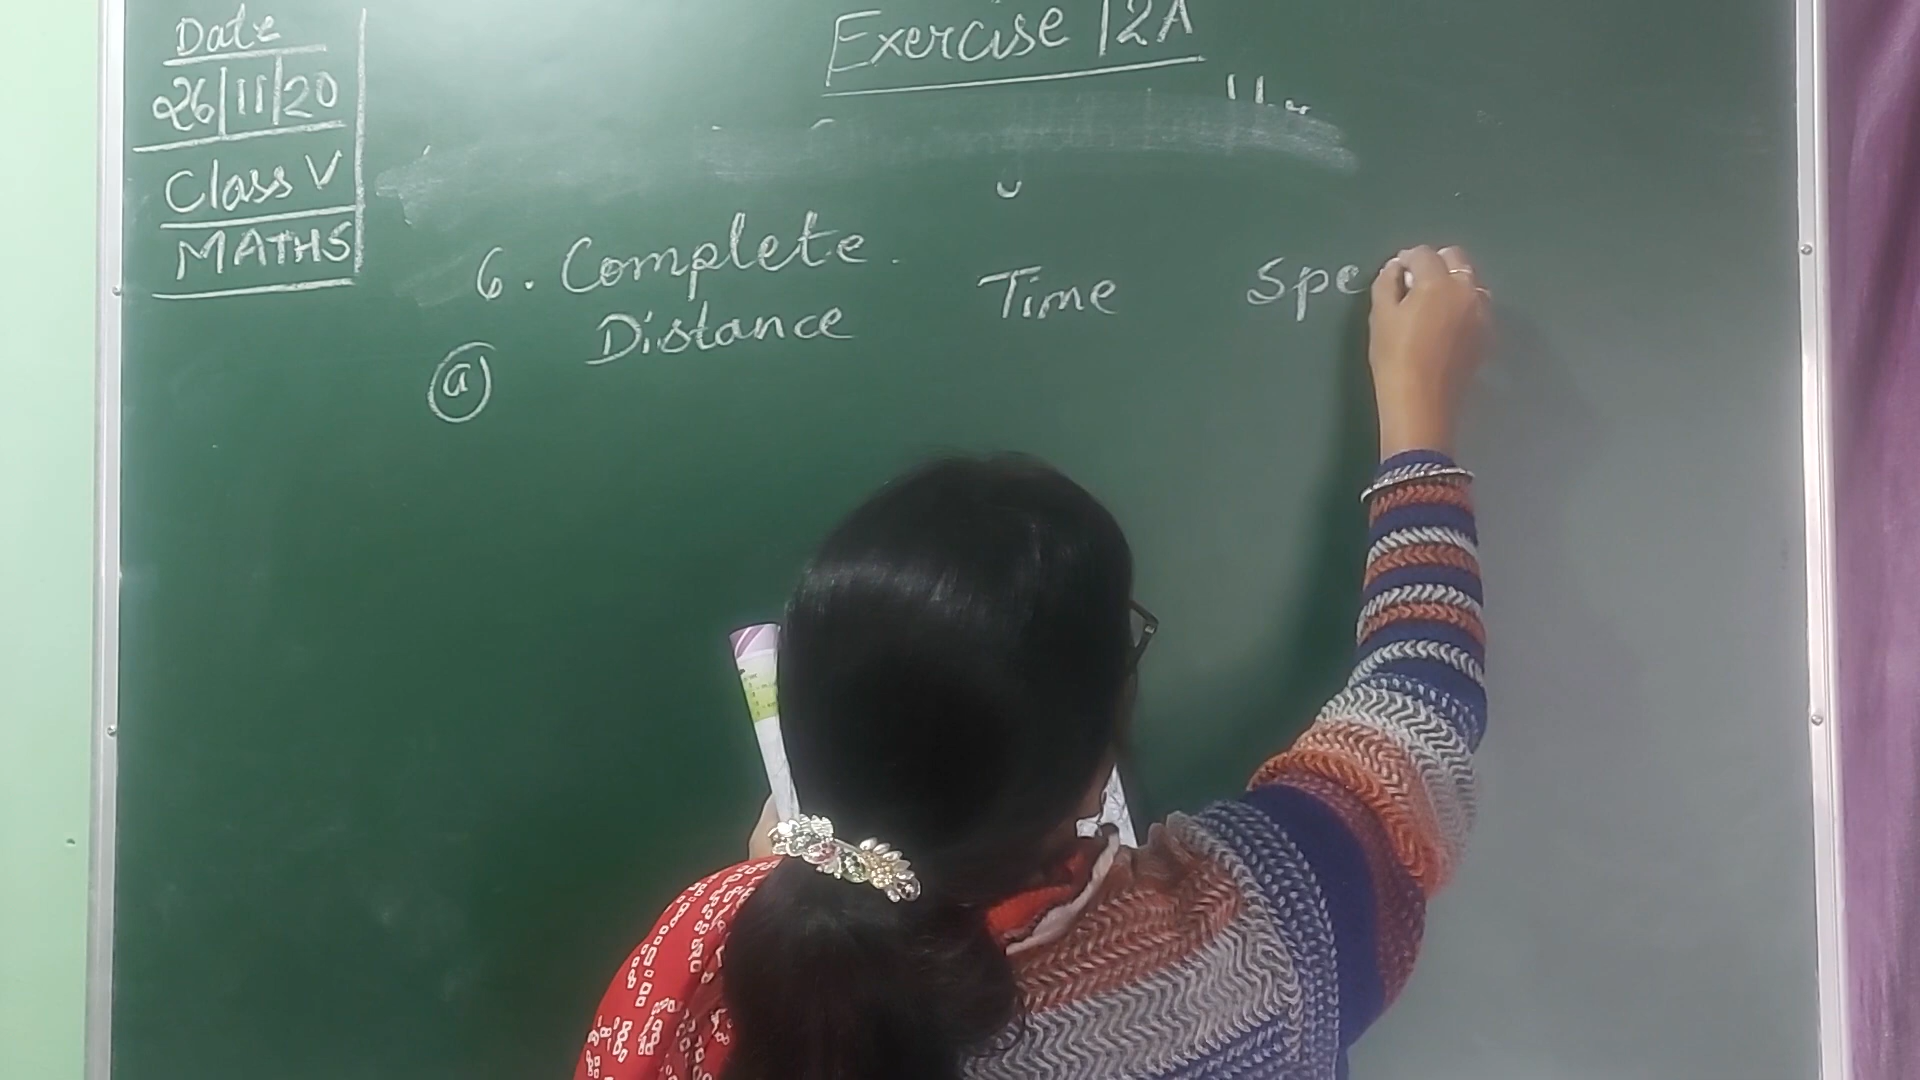 Date
26/11/20
Class V
MATHS
Exercise 12A
6. Complete.
Distance Time Spe
(a)